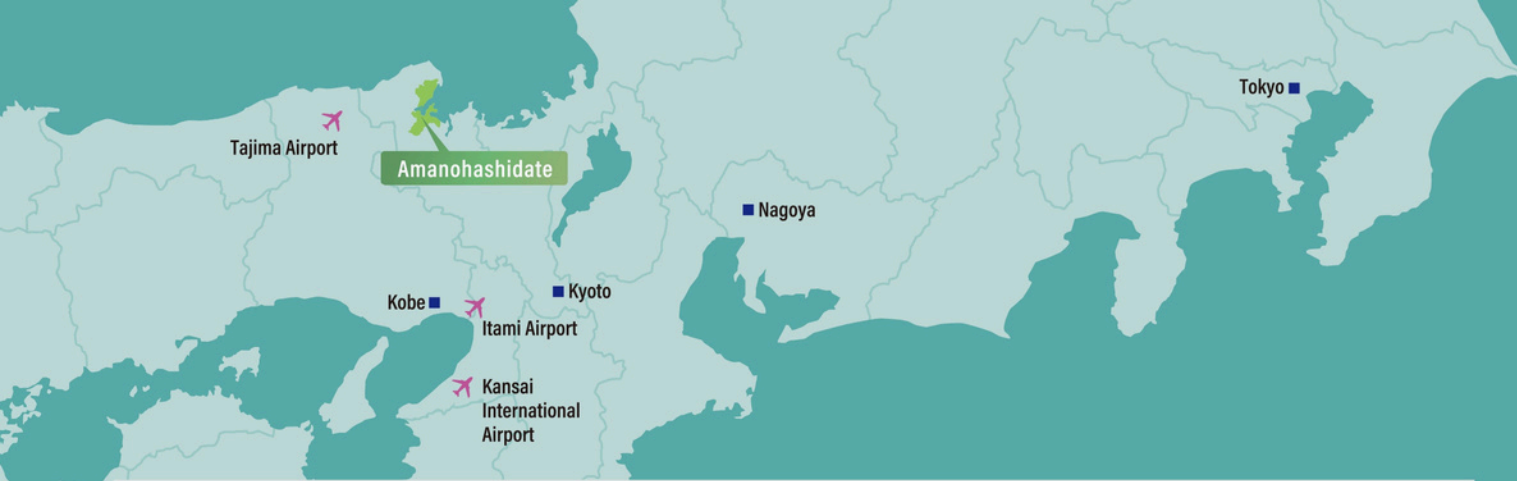 Tokyo
Tajima Airport
Amanohashidate
Nagoya
Kobe
Kyoto
Itami Airport
Kansai
International
Airport